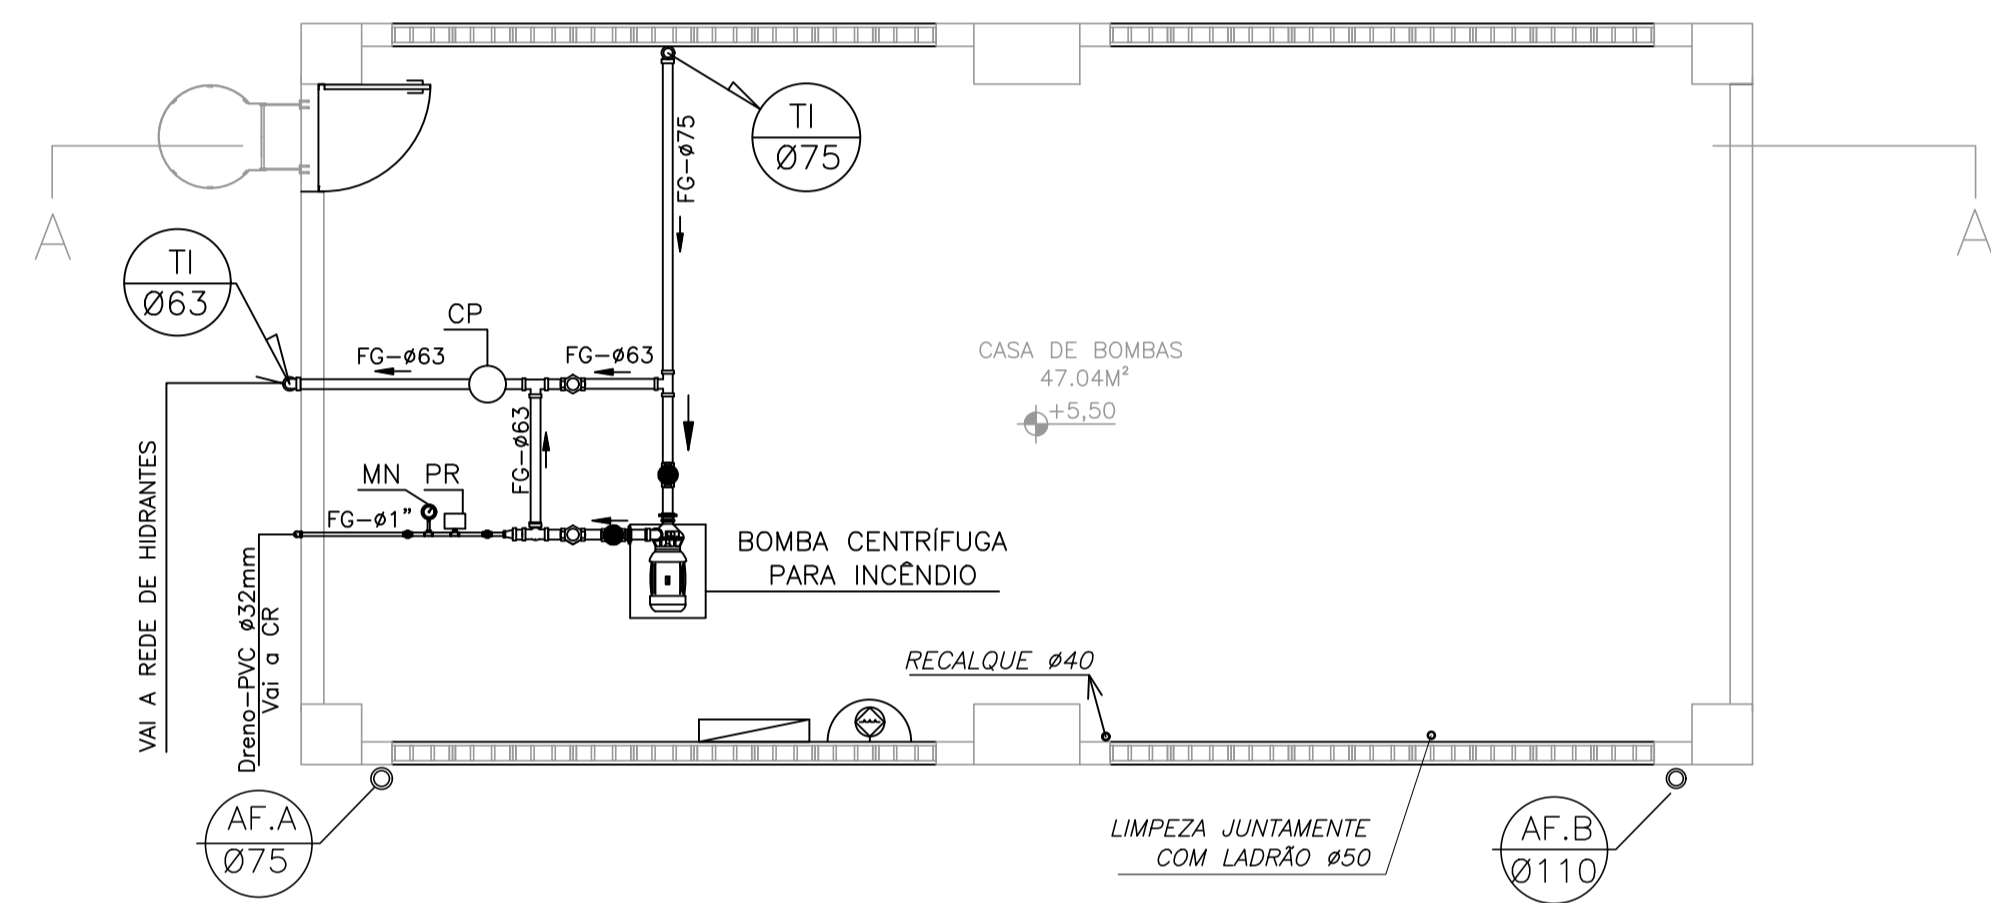 TI
Ø75
FG-ø75
A
A
TI
Ø63
CP
FG-ø63
FG-ø63
CASA DE BOMBAS
47.04M²
+5,50
FG-ø63
MN
PR
FG-ø1"
BOMBA CENTRÍFUGA
PARA INCÊNDIO
VAI A REDE DE HIDRANTES
Dreno-PVC ø32mm
Vai a CR
RECALQUE ø40
AF.A
Ø75
LIMPEZA JUNTAMENTE
COM LADRÃO ø50
AF.B
Ø110